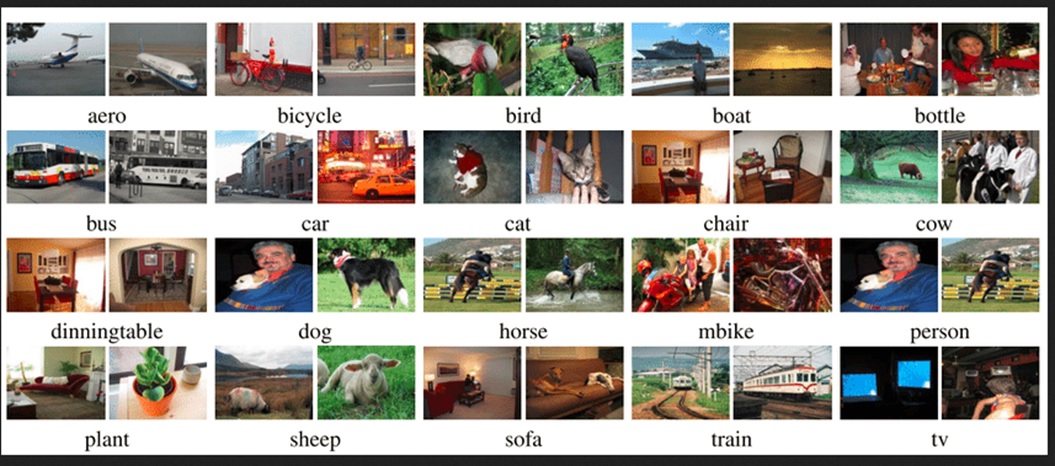 aero bicycle bird boat bottle
bus car cat chair cow
dinningtable dog horse mbike person
plant sheep sofa train tv